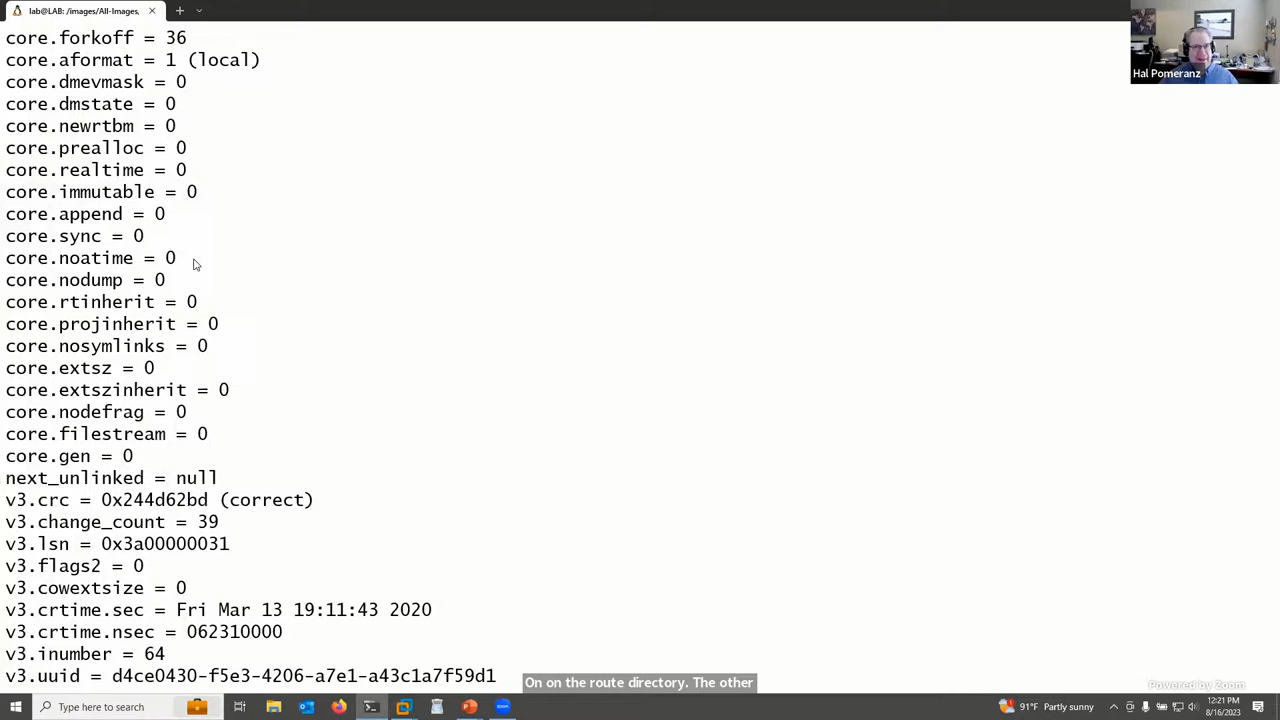 lab@LAB: /images/All-Images,
core.forkoff = 36
core.aformat = 1 (local)
core.dmevmask = 0
core.dmstate = 0
core.newrtbm = 0
core.prealloc = 0
core.realtime = 0
core.immutable = 0
core.append = 0
core.sync = 0
core.noatime = 0
core.nodump = 0
core.rtinherit = 0
core.projinherit = 0
core.nosymlinks = 0
core.extsz = 0
core.extszinherit = 0
core.nodefrag = 0
core.filestream = 0
core.gen = 0
next_unlinked = null
v3.crc = 0x244d62bd (correct)
v3.change_count = 39
v3.lsn = 0x3a00000031
v3.flags2 = 0
v3.cowextsize = 0
v3.crtime.sec = Fri Mar 13 19:11:43 2020
v3.crtime.nsec = 062310000
v3.inumber = 64
v3.uuid = d4ce0430-f5e3-4206-a7e1-a43c1a7f59d1
Hal Pomeranz
On on the route directory. The other
Powered by Zoom
Type here to search
91°F Partly sunny
12:21 PM
8/16/2023